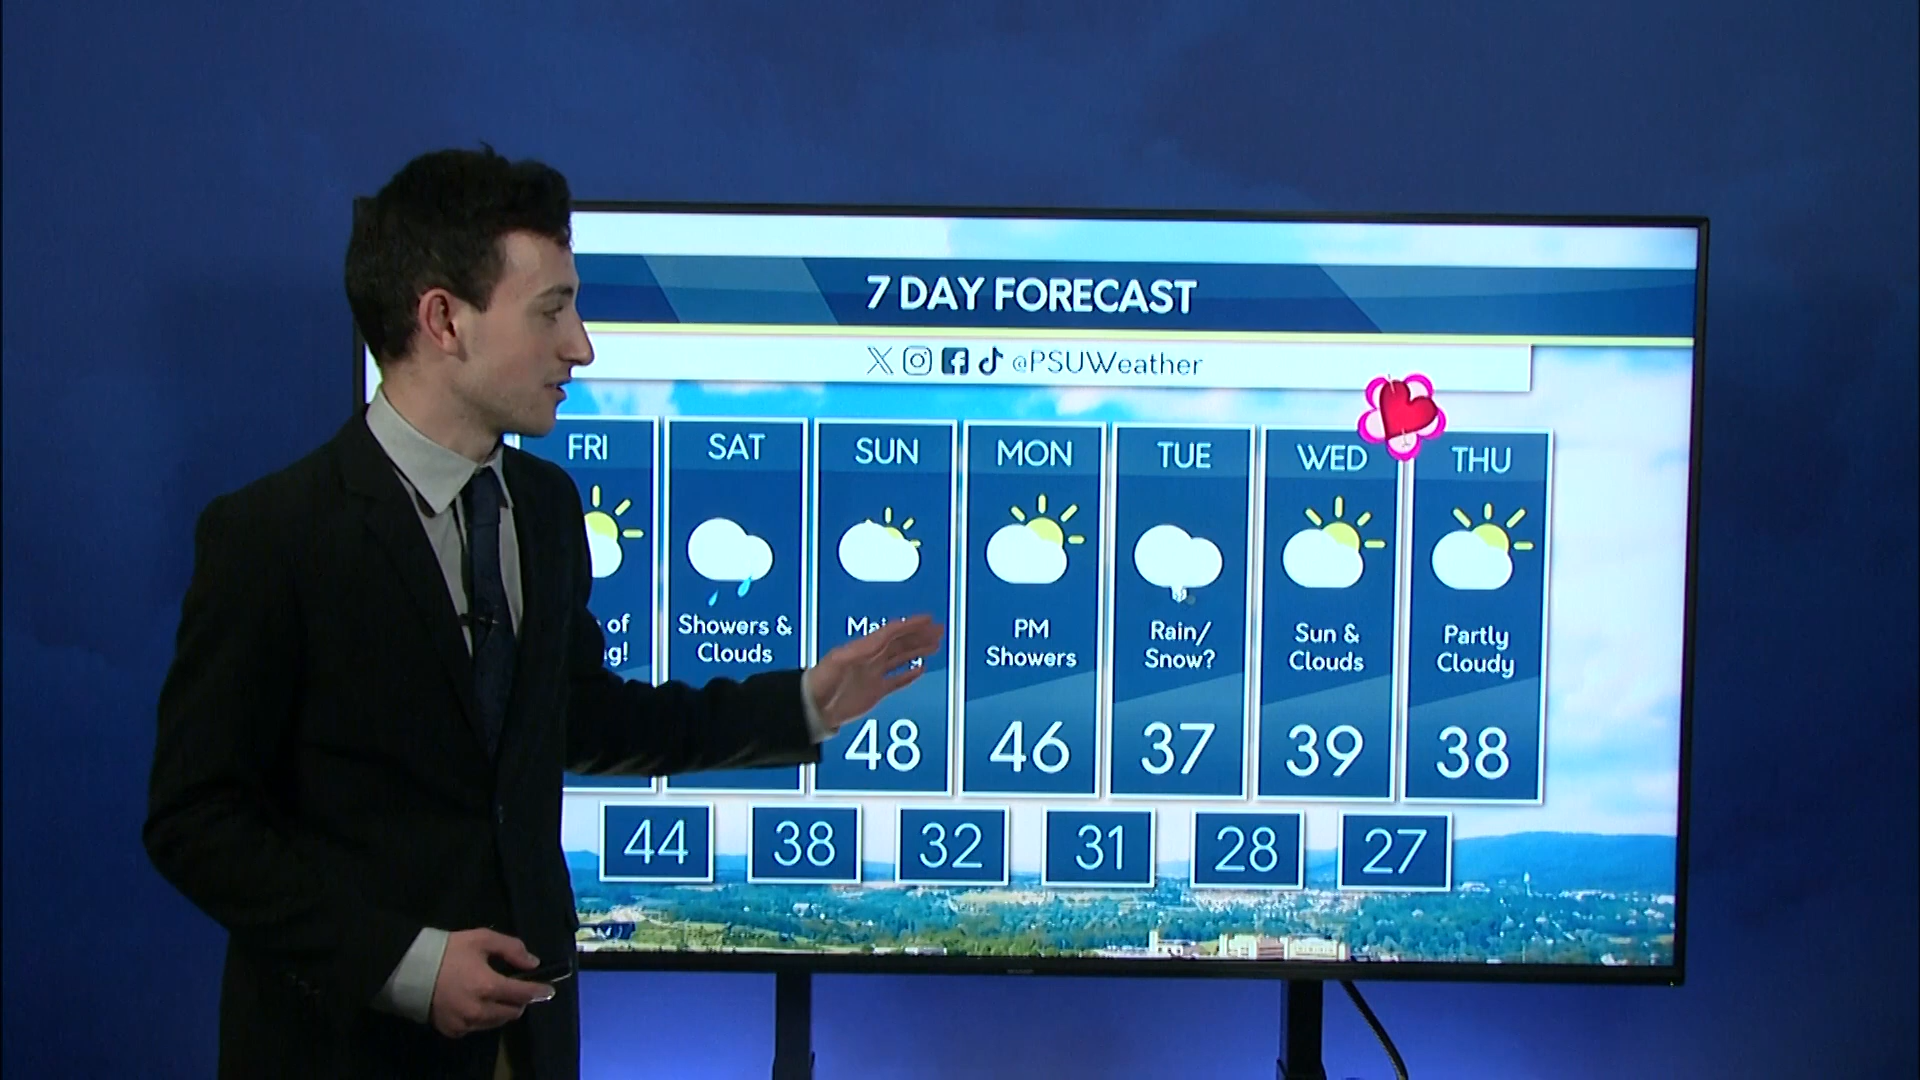 7 DAY FORECAST
@PSUWeather
FRI SAT SUN MON TUE WED THU
of
g!
Showers &
Clouds
PM
Showers
Rain/
Snow?
Sun &
Clouds
Partly
Cloudy
48 46 37 39 38
44 38 32 31 28 27